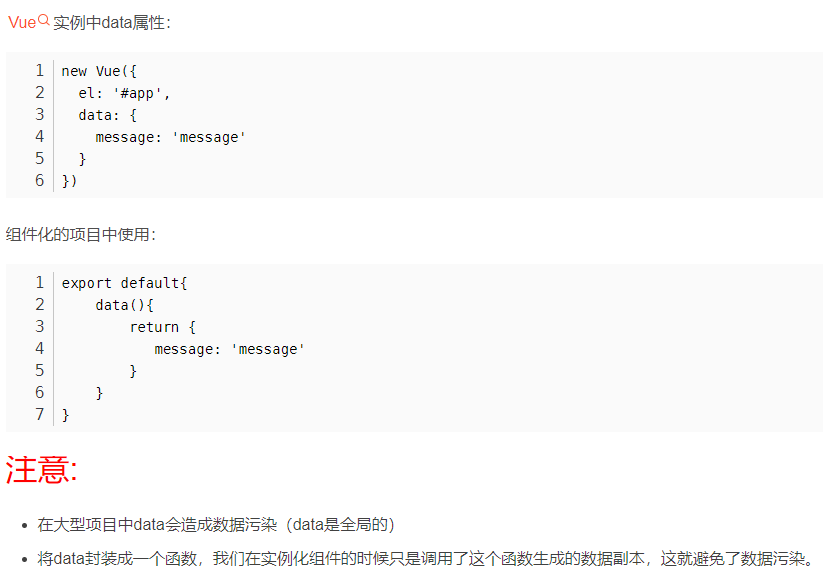 Vue 实例中data属性：
1 new Vue({
2   el: '#app',
3   data: {
4     message: 'message'
5   }
6 })
组件化的项目中使用：
1 export default{
2     data(){
3         return {
4            message: 'message'
5         }
6     }
7 }
注意:
• 在大型项目中data会造成数据污染（data是全局的）
• 将data封装成一个函数，我们在实例化组件的时候只是调用了这个函数生成的数据副本，这就避免了数据污染。